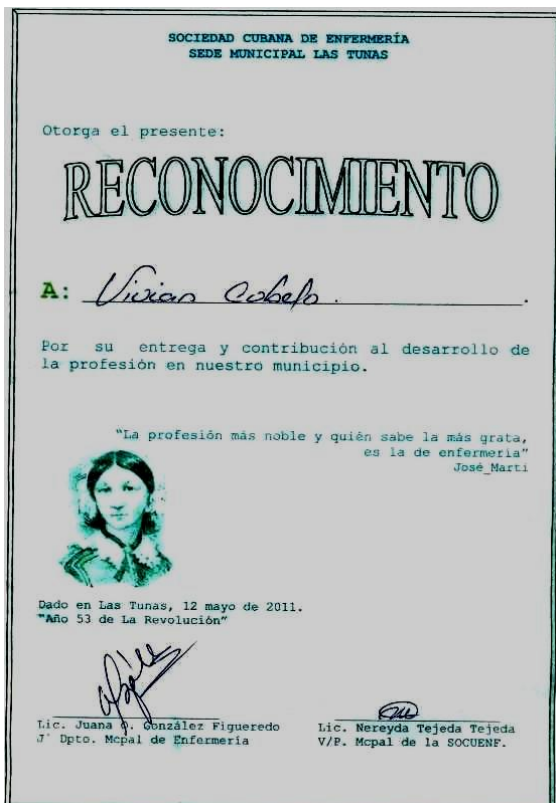 SOCIEDAD CUBANA DE ENFERMERÍA
SEDE MUNICIPAL LAS TUNAS
Otorga el presente:
RECONOCIMIENTO
A: Vivian Cobelo.
Por su entrega y contribución al desarrollo de
la profesión en nuestro municipio.
"La profesión más noble y quién sabe la más grata,
es la de enfermeria"
José Martí
Dado en Las Tunas, 12 mayo de 2011.
"Año 53 de La Revolución"
Lic. Juana González Figueredo
J' Dpto. Mcpal de Enfermería
Lic. Nereyda Tejeda Tejeda
V/P. Mcpal de la SOCUENF.